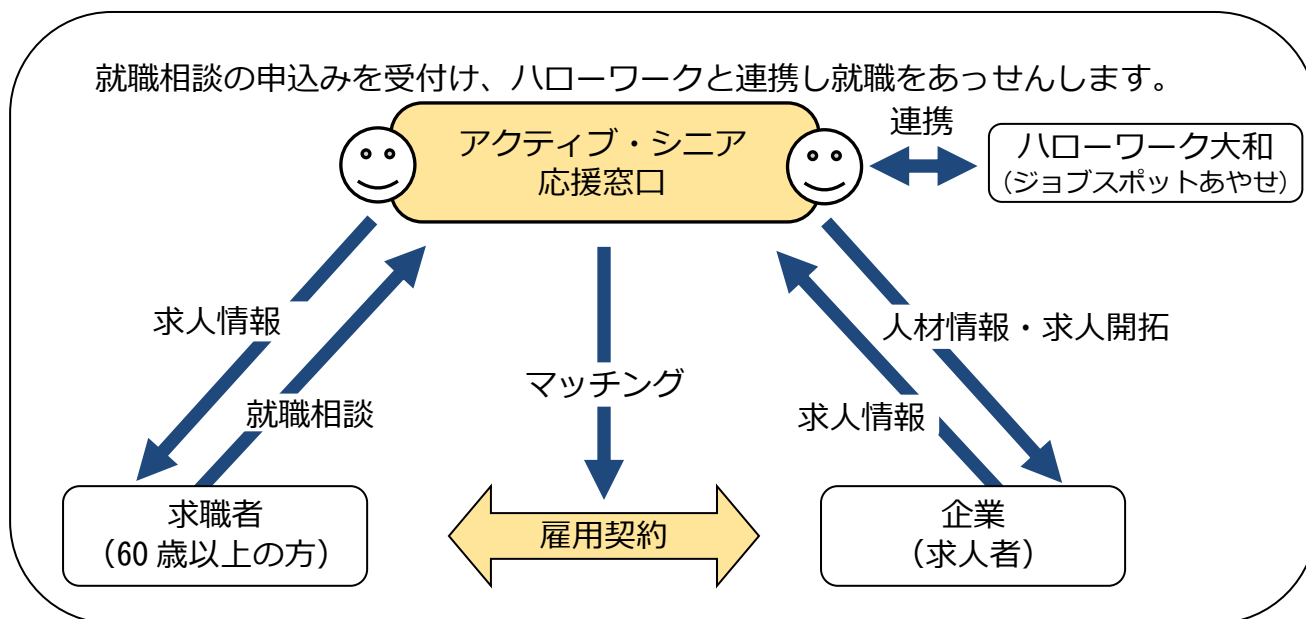 就職相談の申込みを受付け、ハローワークと連携し就職をあっせんします。
アクティブ・シニア
応援窓口
連携
ハローワーク大和
（ジョブスポットあやせ）
求人情報
人材情報・求人開拓
マッチング
就職相談
求人情報
求職者
（60 歳以上の方）
雇用契約
企業
（求人者）